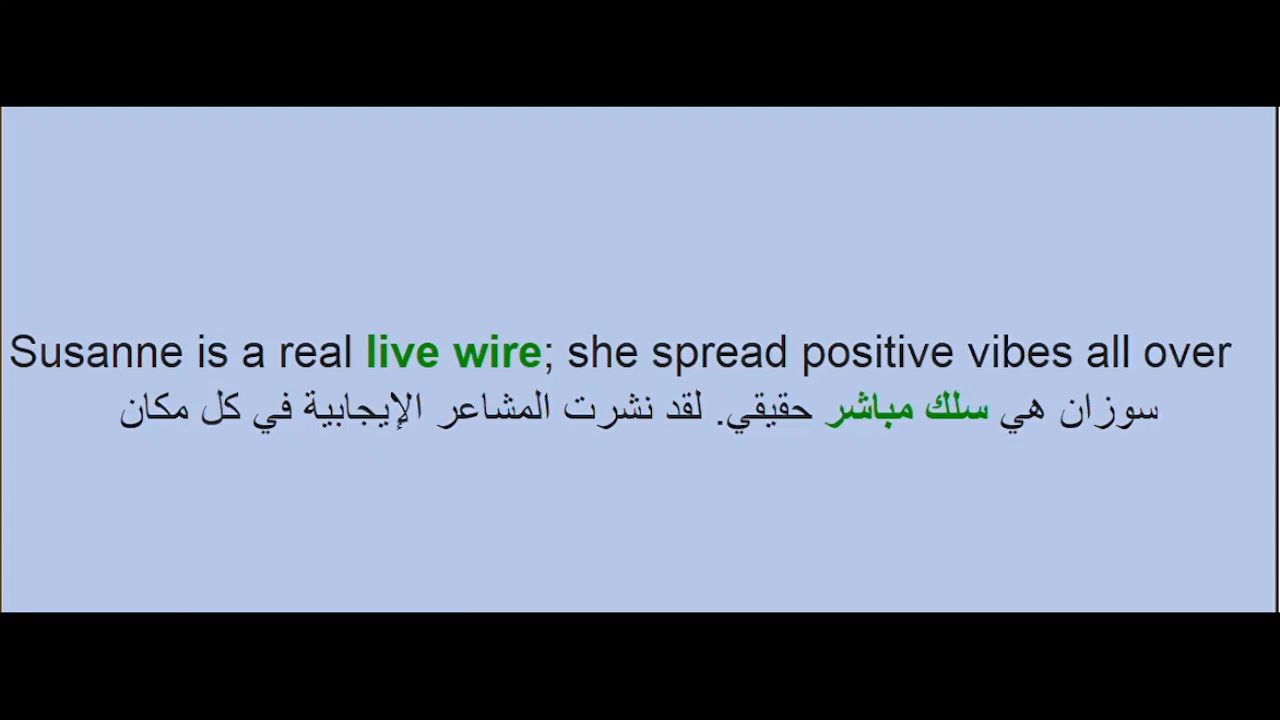 Susanne is a real live wire; she spread positive vibes all over
سوزان هي سلك مباشر حقيقي. لقد نشرت المشاعر الإيجابية في كل مكان